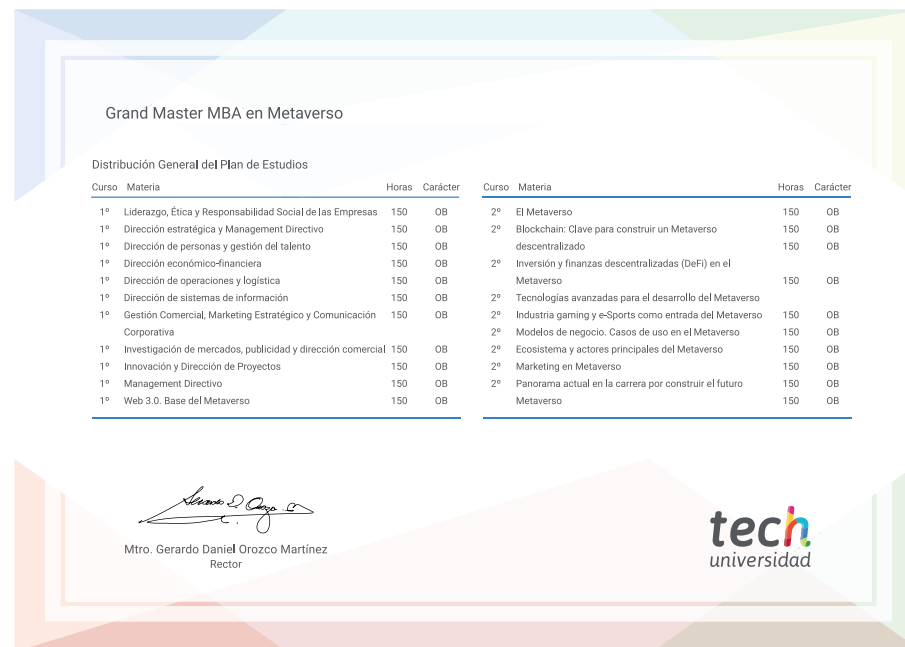 Grand Master MBA en Metaverso
Distribución General del Plan de Estudios
Curso Materia Horas Carácter
1º Liderazgo, Ética y Responsabilidad Social de las Empresas 150 OB
1º Dirección estratégica y Management Directivo 150 OB
1º Dirección de personas y gestión del talento 150 OB
1º Dirección económico-financiera 150 OB
1º Dirección de operaciones y logística 150 OB
1º Dirección de sistemas de información 150 OB
1º Gestión Comercial, Marketing Estratégico y Comunicación 150 OB
Corporativa
1º Investigación de mercados, publicidad y dirección comercial 150 OB
1º Innovación y Dirección de Proyectos 150 OB
1º Management Directivo 150 OB
1º Web 3.0. Base del Metaverso 150 OB
Curso Materia Horas Carácter
2º El Metaverso 150 OB
2º Blockchain: Clave para construir un Metaverso 150 OB
descentralizado 150 OB
2º Inversión y finanzas descentralizadas (DeFi) en el
Metaverso 150 OB
2º Tecnologías avanzadas para el desarrollo del Metaverso
2º Industria gaming y e-Sports como entrada del Metaverso 150 OB
2º Modelos de negocio. Casos de uso en el Metaverso 150 OB
2º Ecosistema y actores principales del Metaverso 150 OB
2º Marketing en Metaverso 150 OB
2º Panorama actual en la carrera por construir el futuro 150 OB
Metaverso 150 OB
Mtro. Gerardo Daniel Orozco Martínez
Rector
tech
universidad